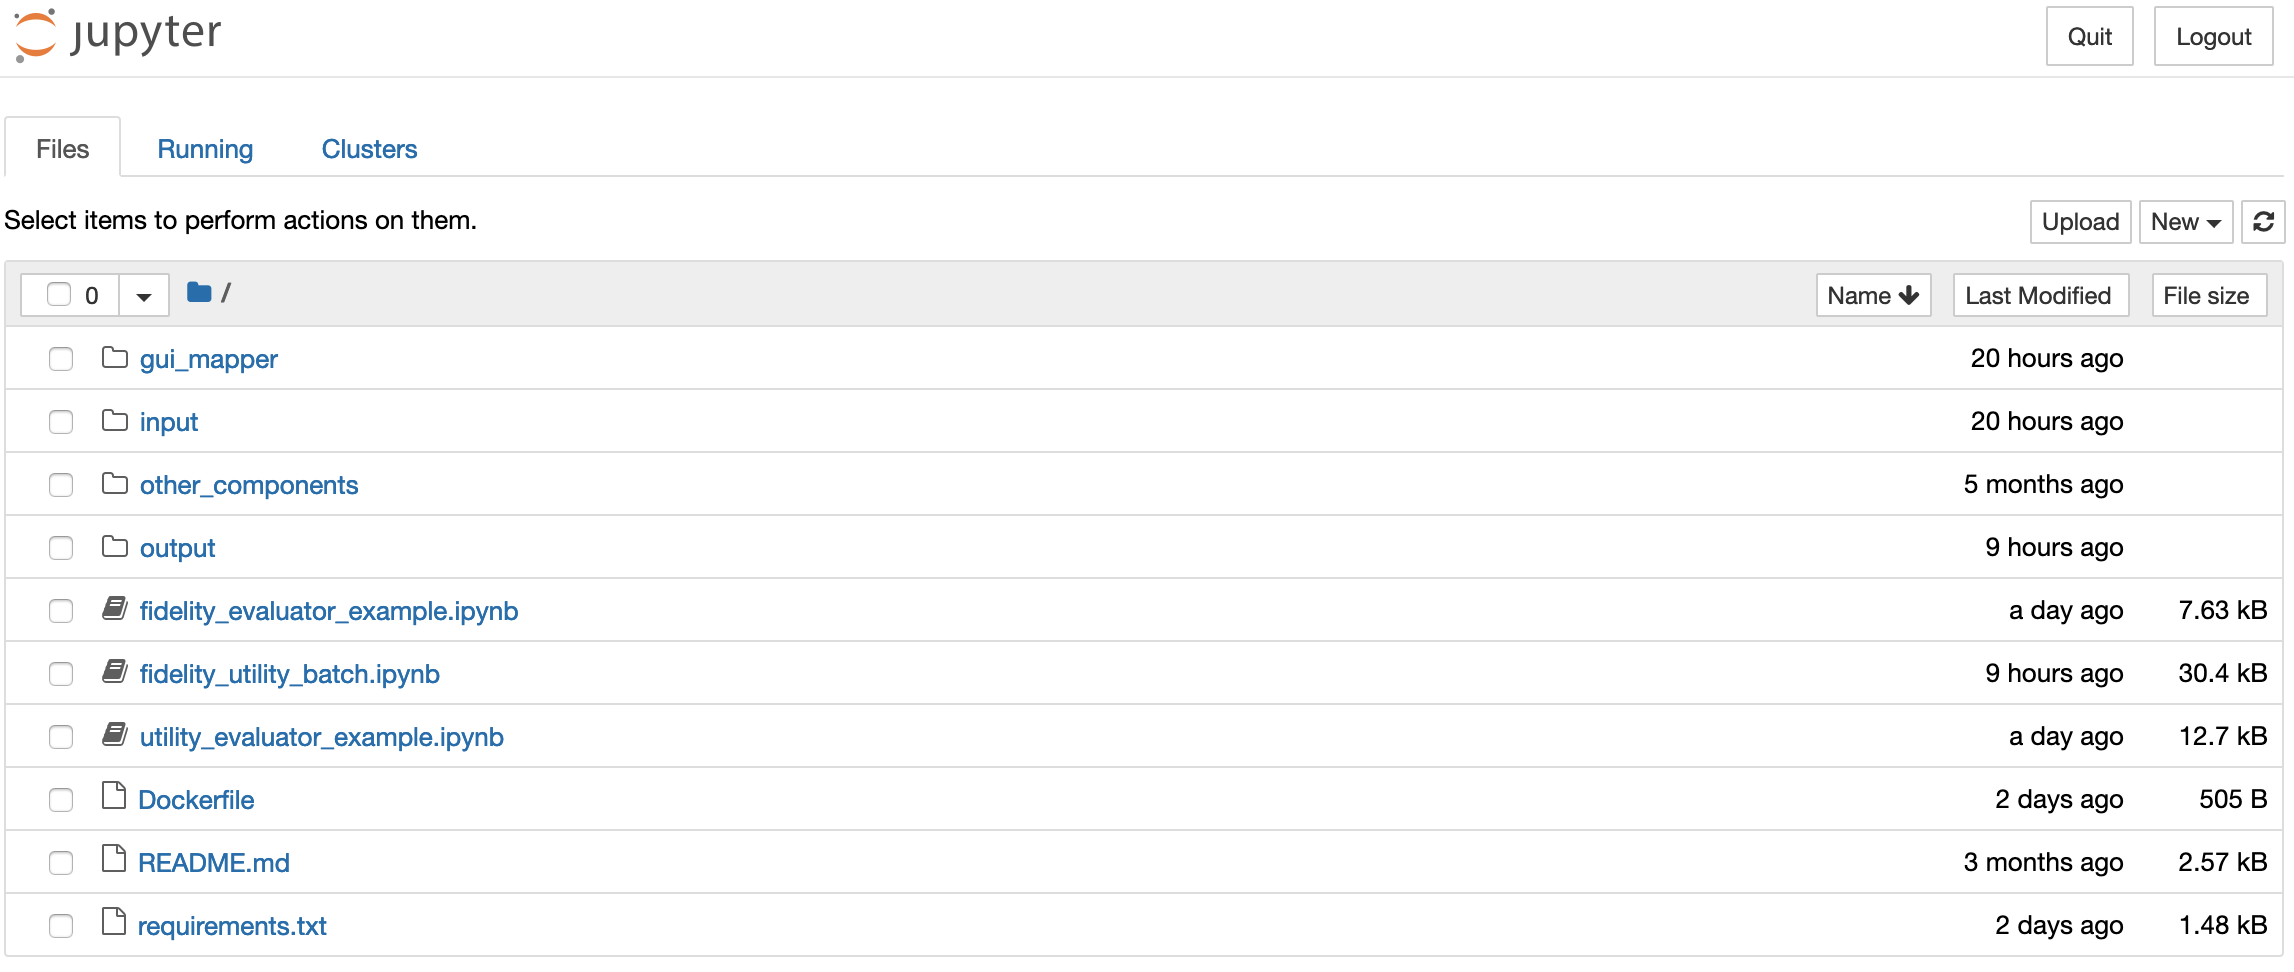 jupyter
Quit Logout
Files Running Clusters
Select items to perform actions on them.
Upload New
0 /
Name Last Modified File size
gui_mapper 20 hours ago
input 20 hours ago
other_components 5 months ago
output 9 hours ago
fidelity_evaluator_example.ipynb a day ago 7.63 kB
fidelity_utility_batch.ipynb 9 hours ago 30.4 kB
utility_evaluator_example.ipynb a day ago 12.7 kB
Dockerfile 2 days ago 505 B
README.md 3 months ago 2.57 kB
requirements.txt 2 days ago 1.48 kB